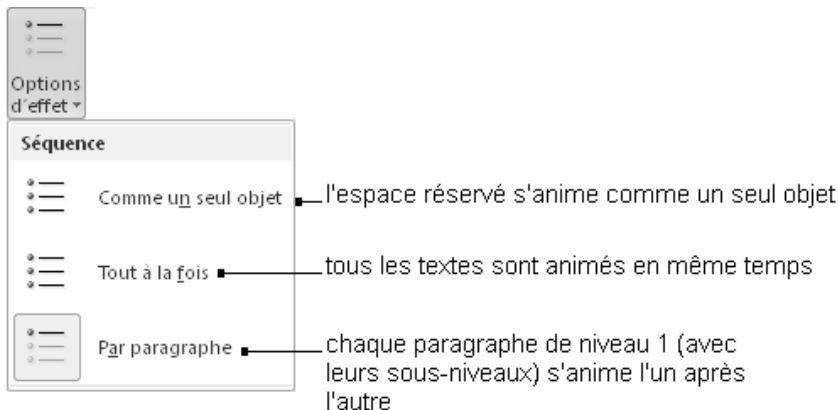 Options
d'effet
Séquence
Comme un seul objet
l'espace réservé s'anime comme un seul objet
Tout à la fois
tous les textes sont animés en même temps
Par paragraphe
chaque paragraphe de niveau 1 (avec
leurs sous-niveaux) s'anime l'un après
l'autre